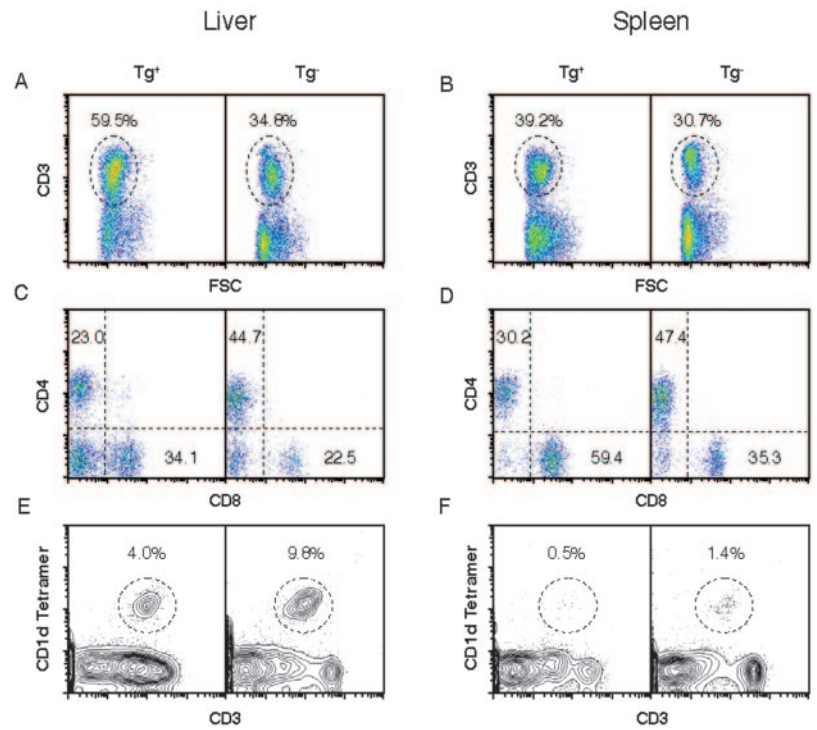 Liver Spleen
A Tg⁺ Tg⁻ B Tg⁺ Tg⁻
59.5% 34.8% 39.2% 30.7%
CD3 CD3
FSC FSC
C D
23.0 44.7 30.2 47.4
CD4 CD4
34.1 22.5 59.4 35.3
CD8 CD8
E F
4.0% 9.8% 0.5% 1.4%
CD1d Tetramer CD1d Tetramer
CD3 CD3